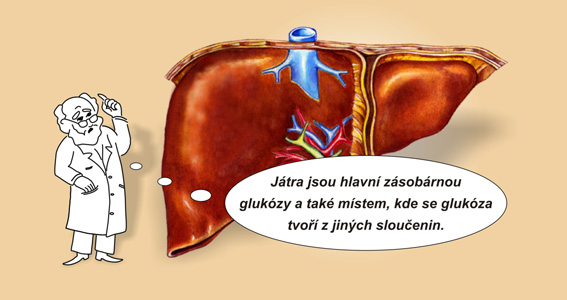 Játra jsou hlavní zásobárnou
glukózy a také místem, kde se glukóza
tvoří z jiných sloučenin.